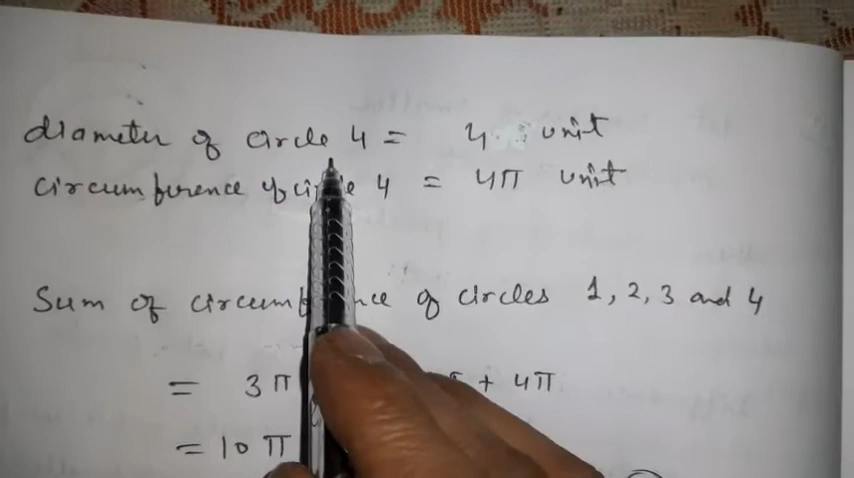 diameter of circle 4 = 4 unit
circumference of circle 4 = 4π unit
Sum of circumference of circles 1, 2, 3 and 4
= 3π + 4π
= 10π